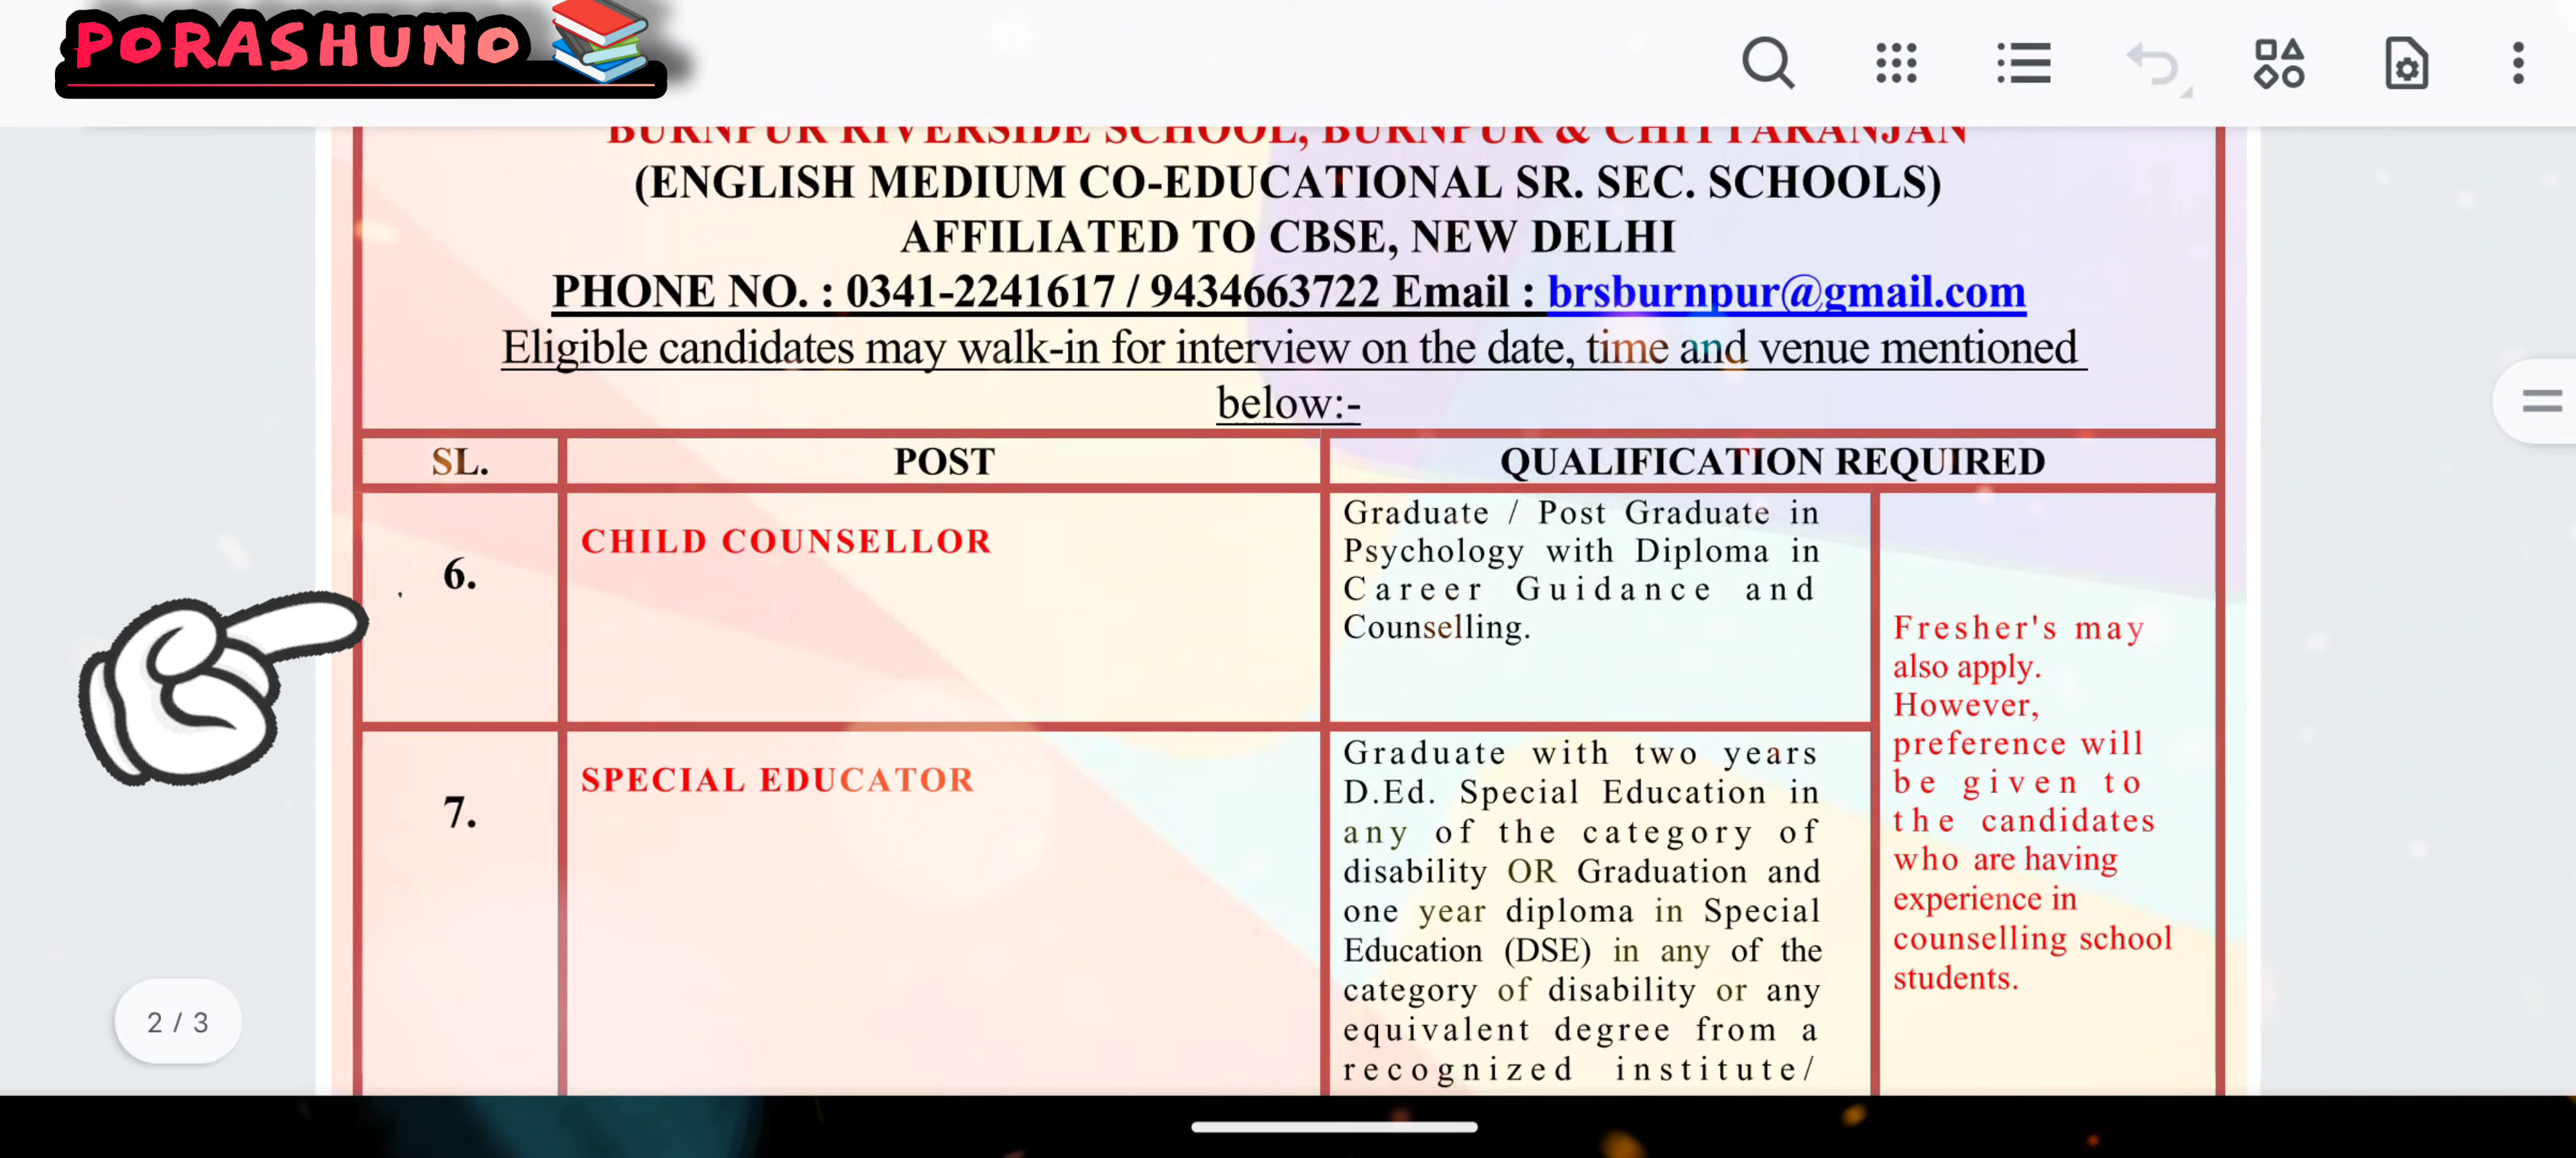 PORASHUNO
BURNPUR RIVERSIDE SCHOOL, BURNPUR & CHITTARANJAN
(ENGLISH MEDIUM CO-EDUCATIONAL SR. SEC. SCHOOLS)
AFFILIATED TO CBSE, NEW DELHI
PHONE NO. : 0341-2241617 / 9434663722 Email : brsburnpur@gmail.com
Eligible candidates may walk-in for interview on the date, time and venue mentioned
below:-
SL. POST QUALIFICATION REQUIRED
6.
CHILD COUNSELLOR
Graduate / Post Graduate in
Psychology with Diploma in
Career Guidance and
Counselling.
7.
SPECIAL EDUCATOR
Graduate with two years
D.Ed. Special Education in
any of the category of
disability OR Graduation and
one year diploma in Special
Education (DSE) in any of the
category of disability or any
equivalent degree from a
recognized institute/
Fresher's may
also apply.
However,
preference will
be given to
the candidates
who are having
experience in
counselling school
students.
2 / 3